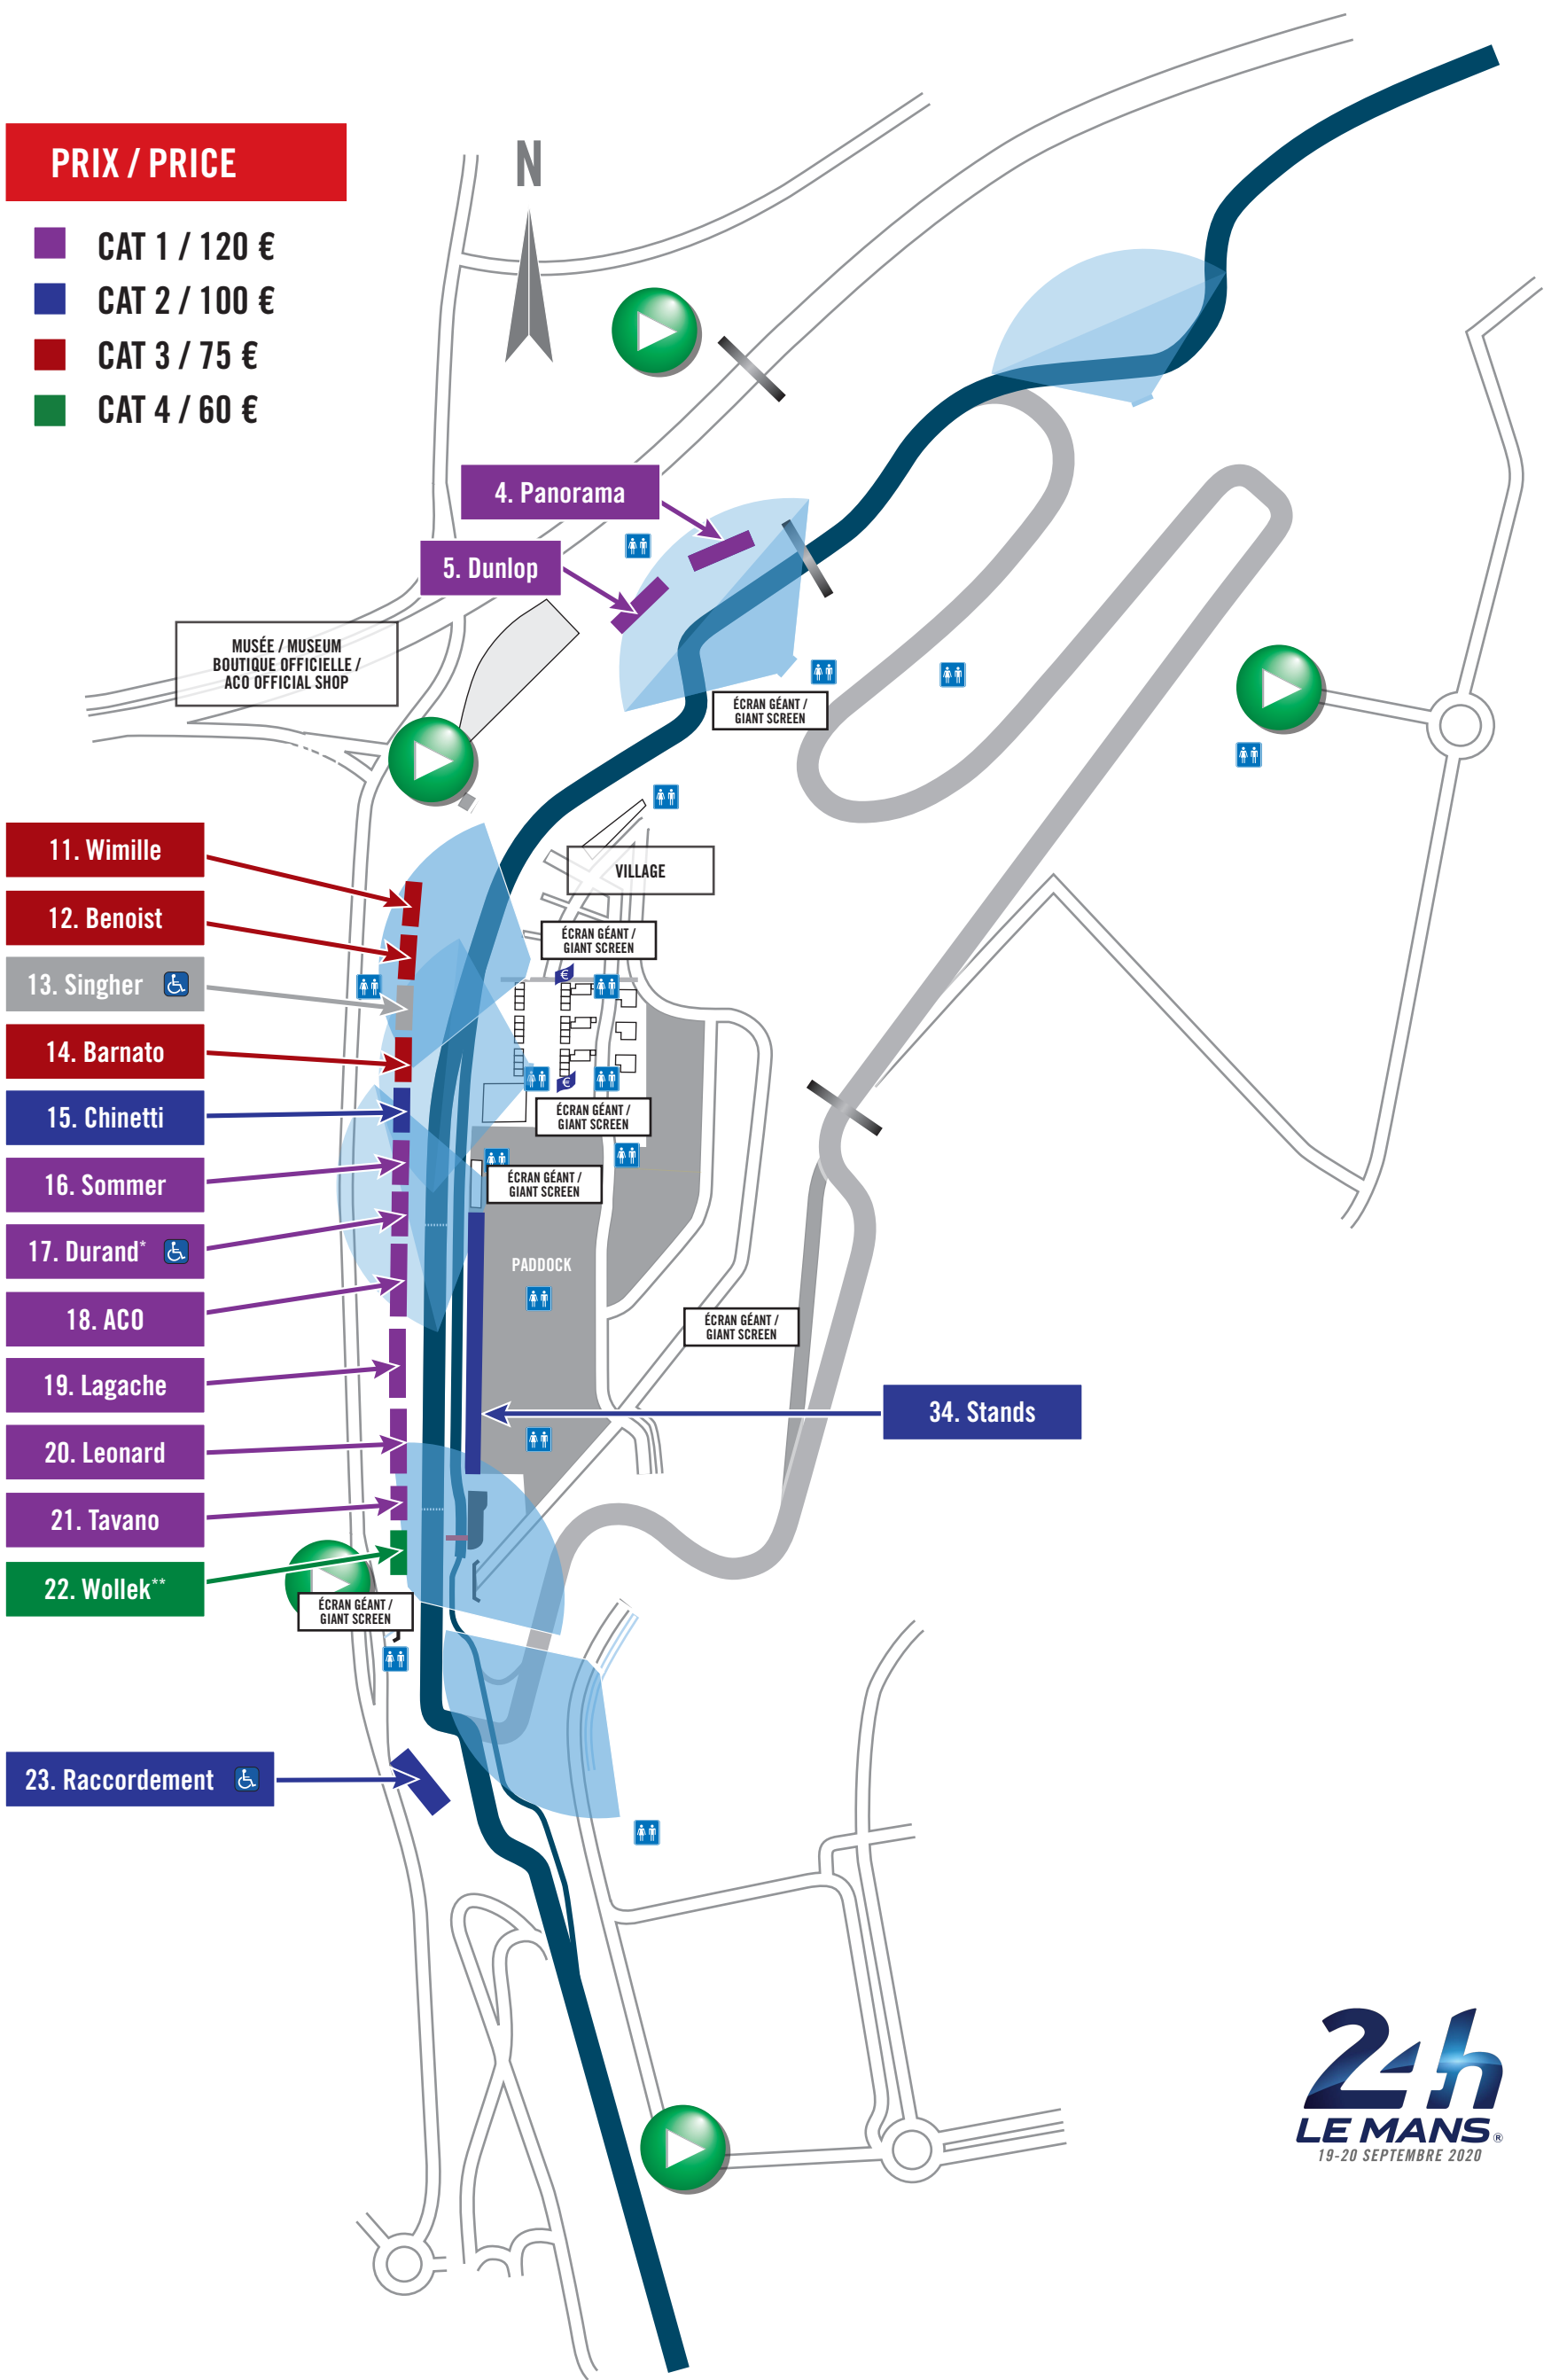 PRIX / PRICE
CAT 1 / 120 €
CAT 2 / 100 €
CAT 3 / 75 €
CAT 4 / 60 €
N
4. Panorama
5. Dunlop
MUSÉE / MUSEUM
BOUTIQUE OFFICIELLE /
ACO OFFICIAL SHOP
ÉCRAN GÉANT /
GIANT SCREEN
VILLAGE
ÉCRAN GÉANT /
GIANT SCREEN
€
€
ÉCRAN GÉANT /
GIANT SCREEN
ÉCRAN GÉANT /
GIANT SCREEN
PADDOCK
ÉCRAN GÉANT /
GIANT SCREEN
11. Wimille
12. Benoist
13. Singher
14. Barnato
15. Chinetti
16. Sommer
17. Durand*
18. ACO
19. Lagache
20. Leonard
21. Tavano
22. Wollek**
34. Stands
ÉCRAN GÉANT /
GIANT SCREEN
23. Raccordement
24h
LE MANS®
19-20 SEPTEMBRE 2020